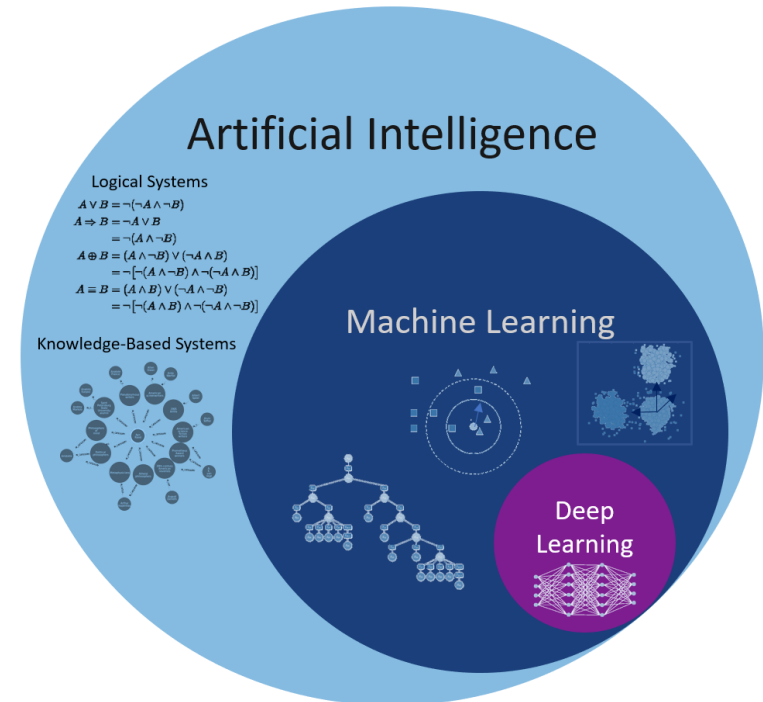 Artificial Intelligence
Logical Systems
A ∨ B = ¬(¬A ∧ ¬B)
A ⇒ B = ¬A ∨ B
= ¬(A ∧ ¬B)
A ⊕ B = (A ∧ ¬B) ∨ (¬A ∧ B)
= ¬[¬(A ∧ ¬B) ∧ ¬(¬A ∧ B)]
A ≡ B = (A ∧ B) ∨ (¬A ∧ ¬B)
= ¬[¬(A ∧ B) ∧ ¬(¬A ∧ ¬B)]
Machine Learning
Knowledge-Based Systems
Deep
Learning